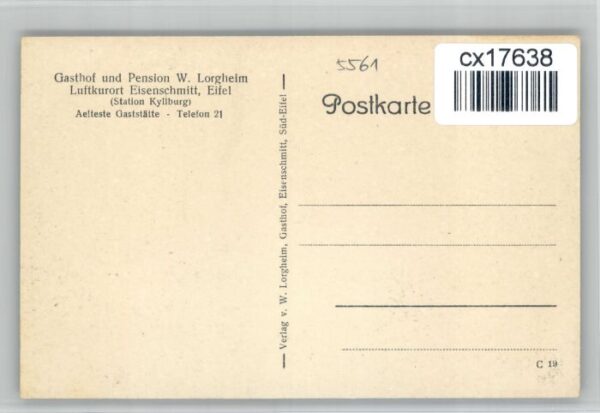 Gasthof und Pension W. Lorgheim
Luftkurort Eisenschmitt, Eifel
(Station Kyllburg)
Aelteste Gaststätte - Telefon 21
5561
cx17638
Postkarte
Verlag v. W. Lorgheim, Gasthof, Eisenschmitt, Süd-Eifel
C 19